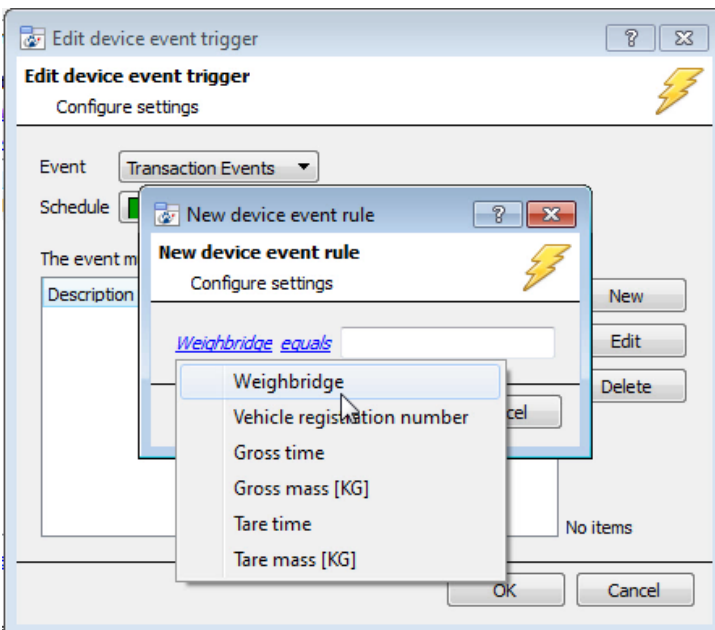 Edit device event trigger
Edit device event trigger
Configure settings
Event Transaction Events
Schedule
New device event rule
The event m
New device event rule
Configure settings
Description
New
Weighbridge equals
Edit
Weighbridge
Delete
Vehicle registration number
cel
Gross time
Gross mass [KG]
Tare time
No items
Tare mass [KG]
OK Cancel